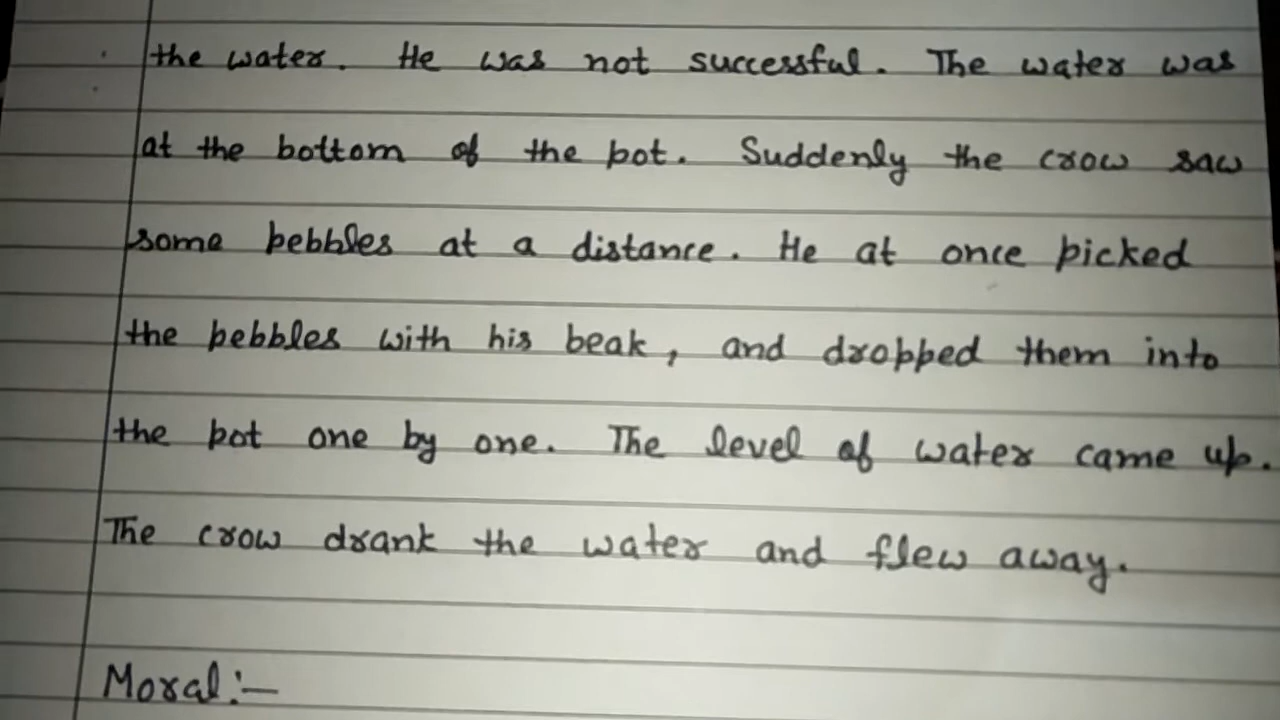 the water. He was not successful. The water was
at the bottom of the pot. Suddenly the crow saw
some pebbles at a distance. He at once picked
the pebbles with his beak, and dropped them into
the pot one by one. The level of water came up.
The crow drank the water and flew away.
Moral:-